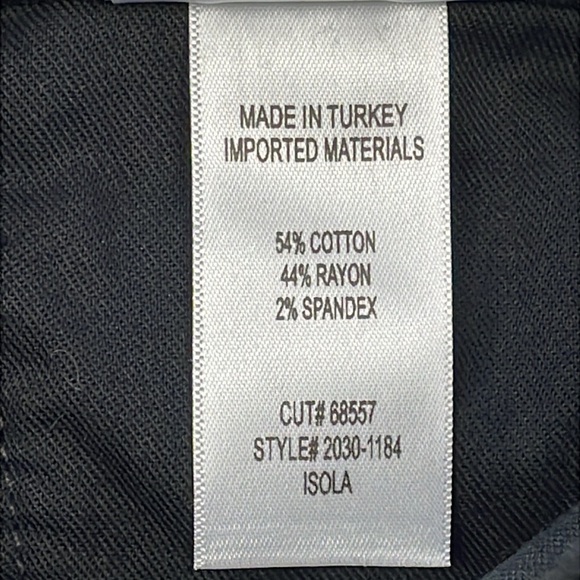 MADE IN TURKEY
IMPORTED MATERIALS
54% COTTON
44% RAYON
2% SPANDEX
CUT# 68557
STYLE# 2030-1184
ISOLA